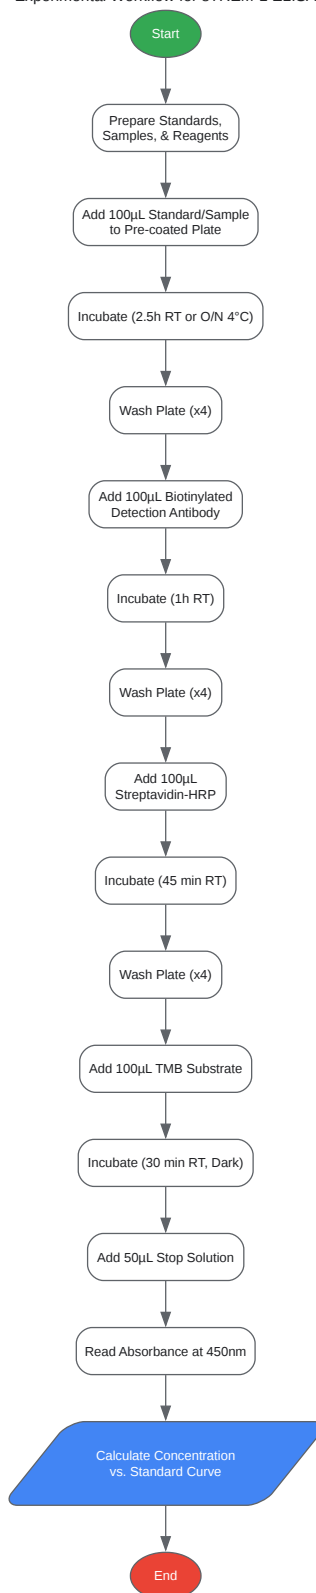 Start
Prepare Standards,
Samples, & Reagents
Add 100µL Standard/Sample
to Pre-coated Plate
Incubate (2.5h RT or O/N 4°C)
Wash Plate (x4)
Add 100µL Biotinylated
Detection Antibody
Incubate (1h RT)
Wash Plate (x4)
Add 100µL
Streptavidin-HRP
Incubate (45 min RT)
Wash Plate (x4)
Add 100µL TMB Substrate
Incubate (30 min RT, Dark)
Add 50µL Stop Solution
Read Absorbance at 450nm
Calculate Concentration
vs. Standard Curve
End